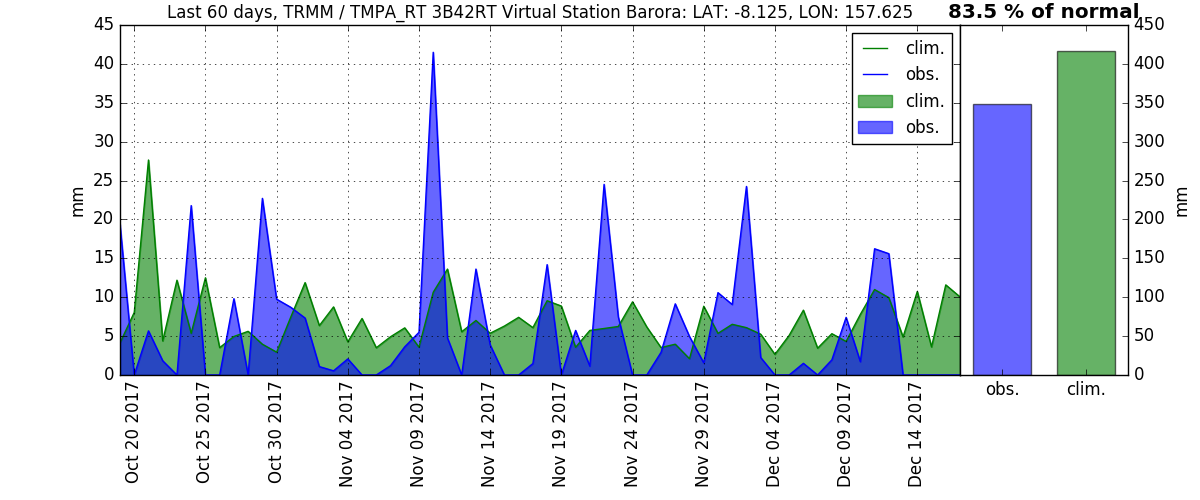 Last 60 days, TRMM / TMPA_RT 3B42RT Virtual Station Barora: LAT: -8.125, LON: 157.625
83.5 % of normal
45
40
35
30
25
20
15
10
5
0
mm
clim.
obs.
clim.
obs.
450
400
350
300
250
200
150
100
50
0
mm
obs.
clim.
Oct 20 2017
Oct 25 2017
Oct 30 2017
Nov 04 2017
Nov 09 2017
Nov 14 2017
Nov 19 2017
Nov 24 2017
Nov 29 2017
Dec 04 2017
Dec 09 2017
Dec 14 2017